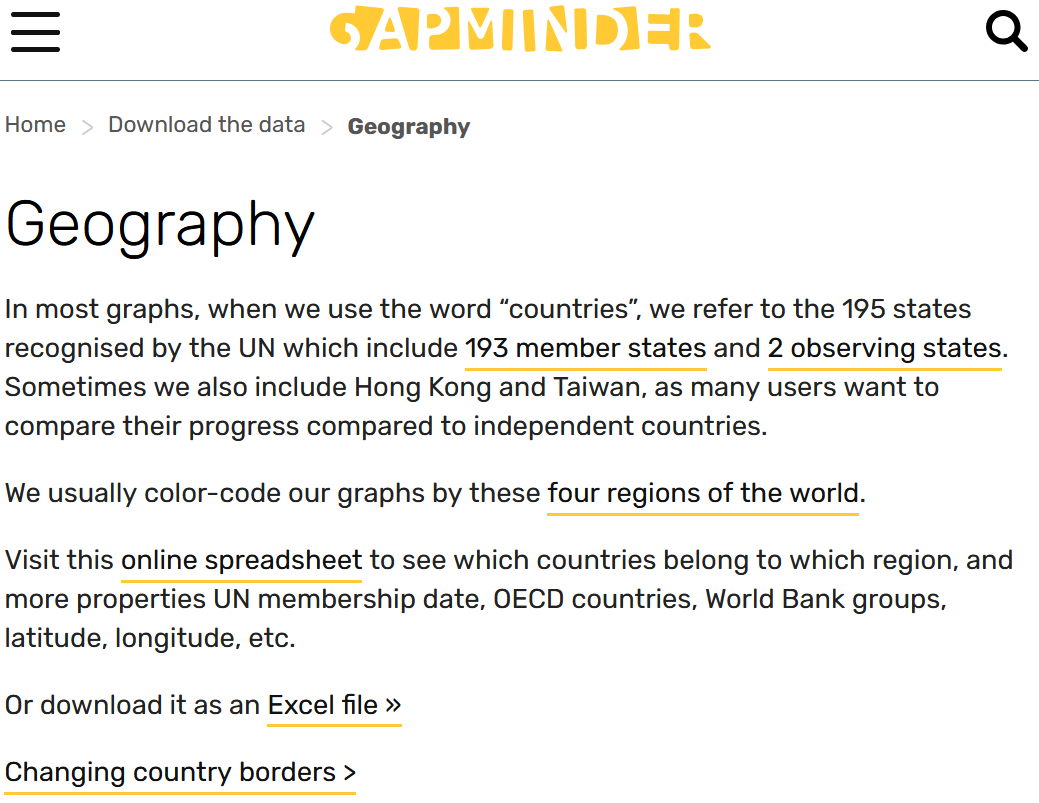 GAPMINDER
Home > Download the data > Geography
Geography
In most graphs, when we use the word “countries”, we refer to the 195 states
recognised by the UN which include 193 member states and 2 observing states.
Sometimes we also include Hong Kong and Taiwan, as many users want to
compare their progress compared to independent countries.
We usually color-code our graphs by these four regions of the world.
Visit this online spreadsheet to see which countries belong to which region, and
more properties UN membership date, OECD countries, World Bank groups,
latitude, longitude, etc.
Or download it as an Excel file »
Changing country borders >